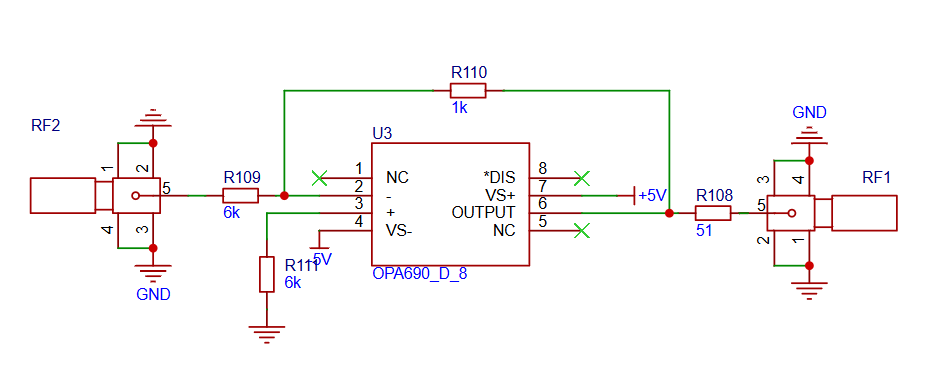 R110
1k
RF2
1
2
4
3
5
R109
6k
R111
6k
GND
U3
1
NC
2
-
3
+
4
VS-
-5V
8
*DIS
7
VS+
6
OUTPUT
5
NC
OPA690_D_8
+5V
R108
51
GND
3
4
5
2
1
RF1
GND